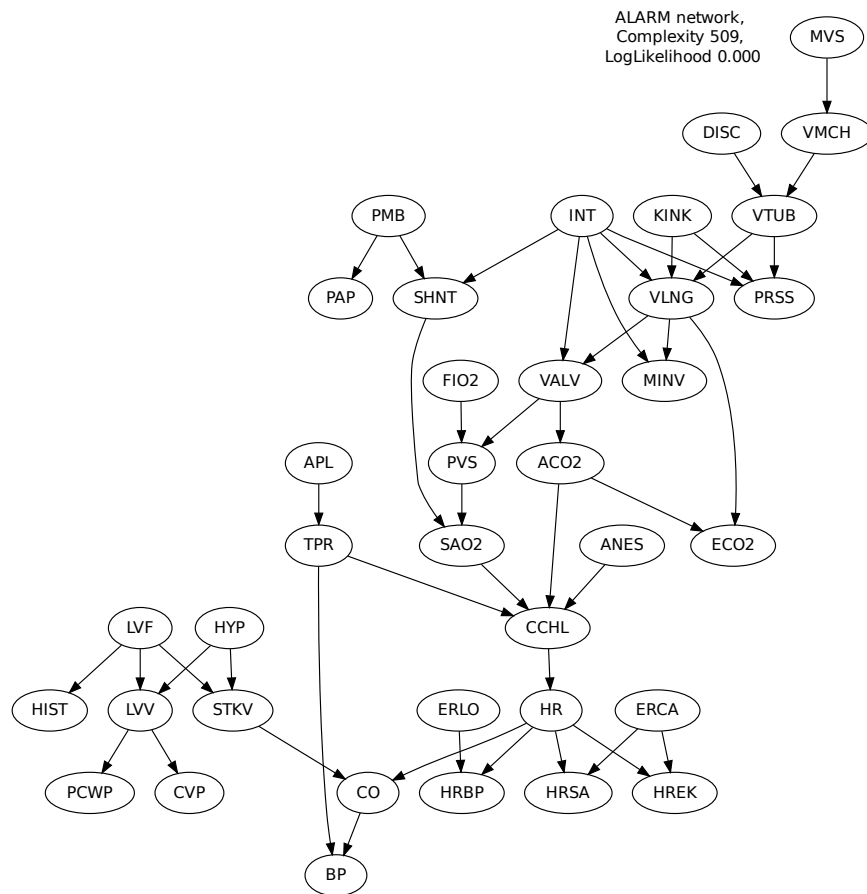 ALARM network,
Complexity 509,
LogLikelihood 0.000
MVS
DISC
VMCH
PMB
INT
KINK
VTUB
PAP
SHNT
VLNG
PRSS
FIO2
VALV
MINV
APL
PVS
ACO2
TPR
SAO2
ANES
ECO2
LVF
HYP
CCHL
HIST
LVV
STKV
ERLO
HR
ERCA
PCWP
CVP
CO
HRBP
HRSA
HREK
BP